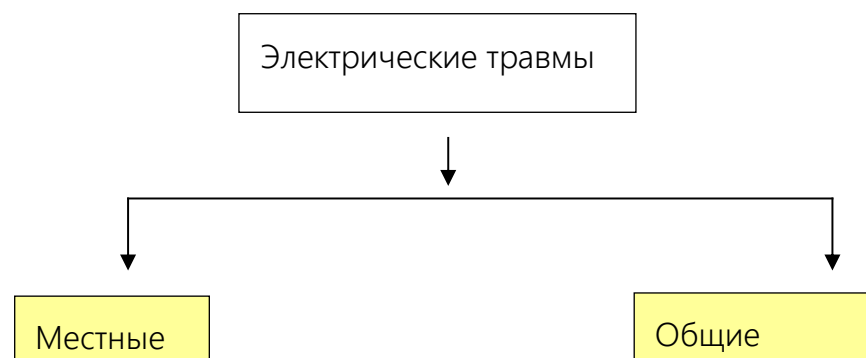 Электрические травмы
Местные
Общие